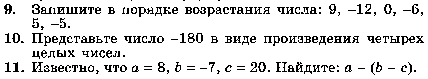 9. Запишите в порядке возрастания числа: 9, −12, 0, −6,
5, −5.
10. Представьте число −180 в виде произведения четырех
целых чисел.
11. Известно, что a = 8, b = −7, c = 20. Найдите: a − (b − c).